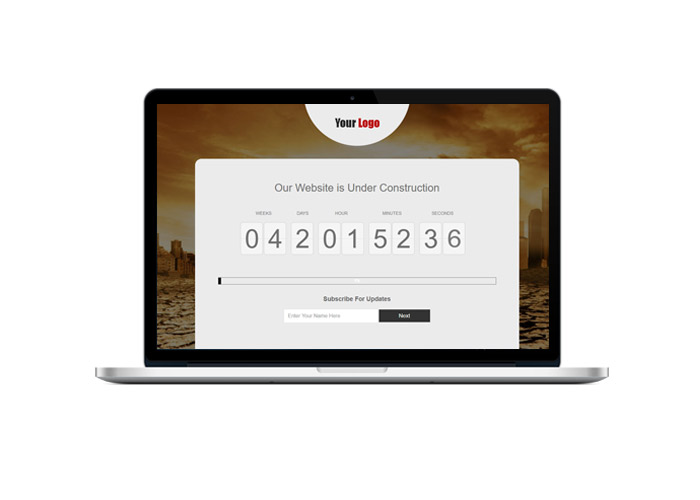 Your Logo
Our Website is Under Construction
WEEKS DAYS HOUR MINUTES SECONDS
04 2 01 52 36
Subscribe For Updates
Enter Your Name Here Next